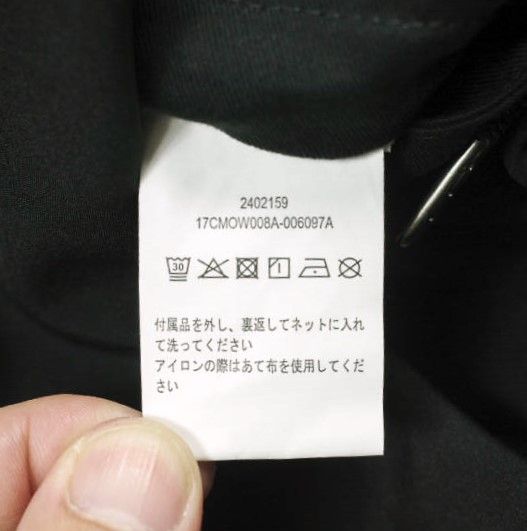 2402159
17CMOW008A-006097A
30
付属品を外し、裏返してネットに入れ
て洗ってください
アイロンの際はあて布を使用してくだ
さい